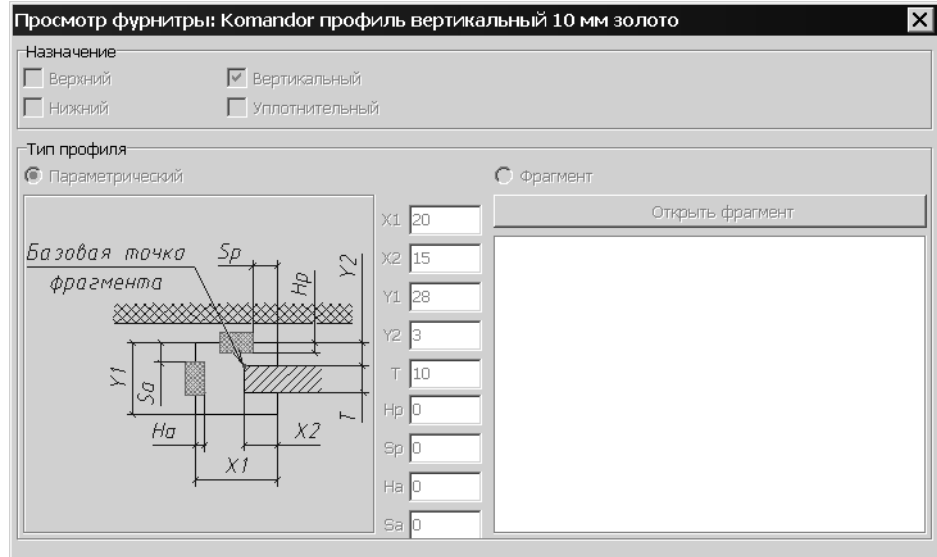 Просмотр фурнитры: Komandor профиль вертикальный 10 мм золото
Назначение
Верхний
Вертикальный
Нижний
Уплотнительный
Тип профиля
Параметрический
Фрагмент
Открыть фрагмент
Базовая точка
фрагмента
Sp
Hp
Y2
Y1
Sa
T
Ha
X2
X1
X1 20
X2 15
Y1 28
Y2 3
T 10
Hp 0
Sp 0
Ha 0
Sa 0